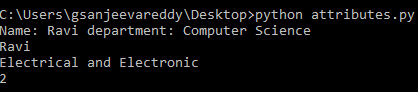 C:\Users\gsanjeevareddy\Desktop>python attributes.py
Name: Ravi department: Computer Science
Ravi
Electrical and Electronic
2